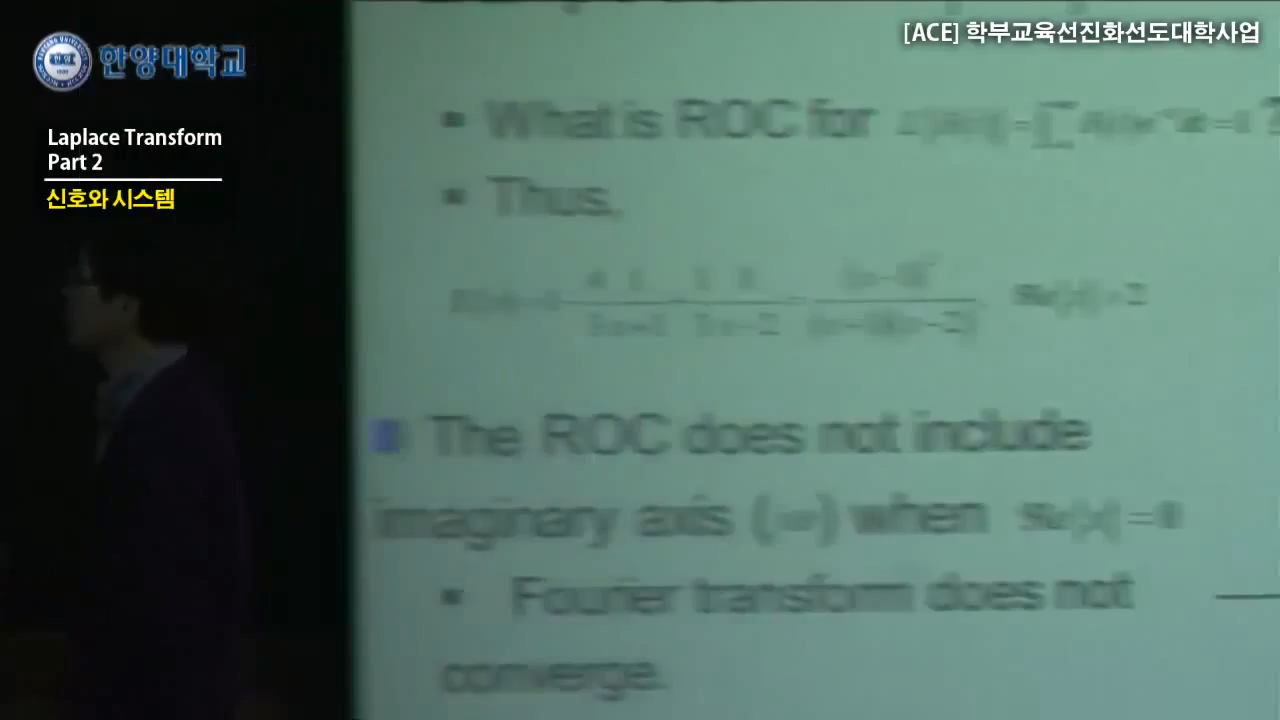 [ACE] 학부교육선진화선도대학사업
한양대학교
Laplace Transform
Part 2
신호와 시스템
▪ What is ROC for
▪ Thus,
The ROC does not include
imaginary axis (jω) when
▪ Fourier transform does not
converge.